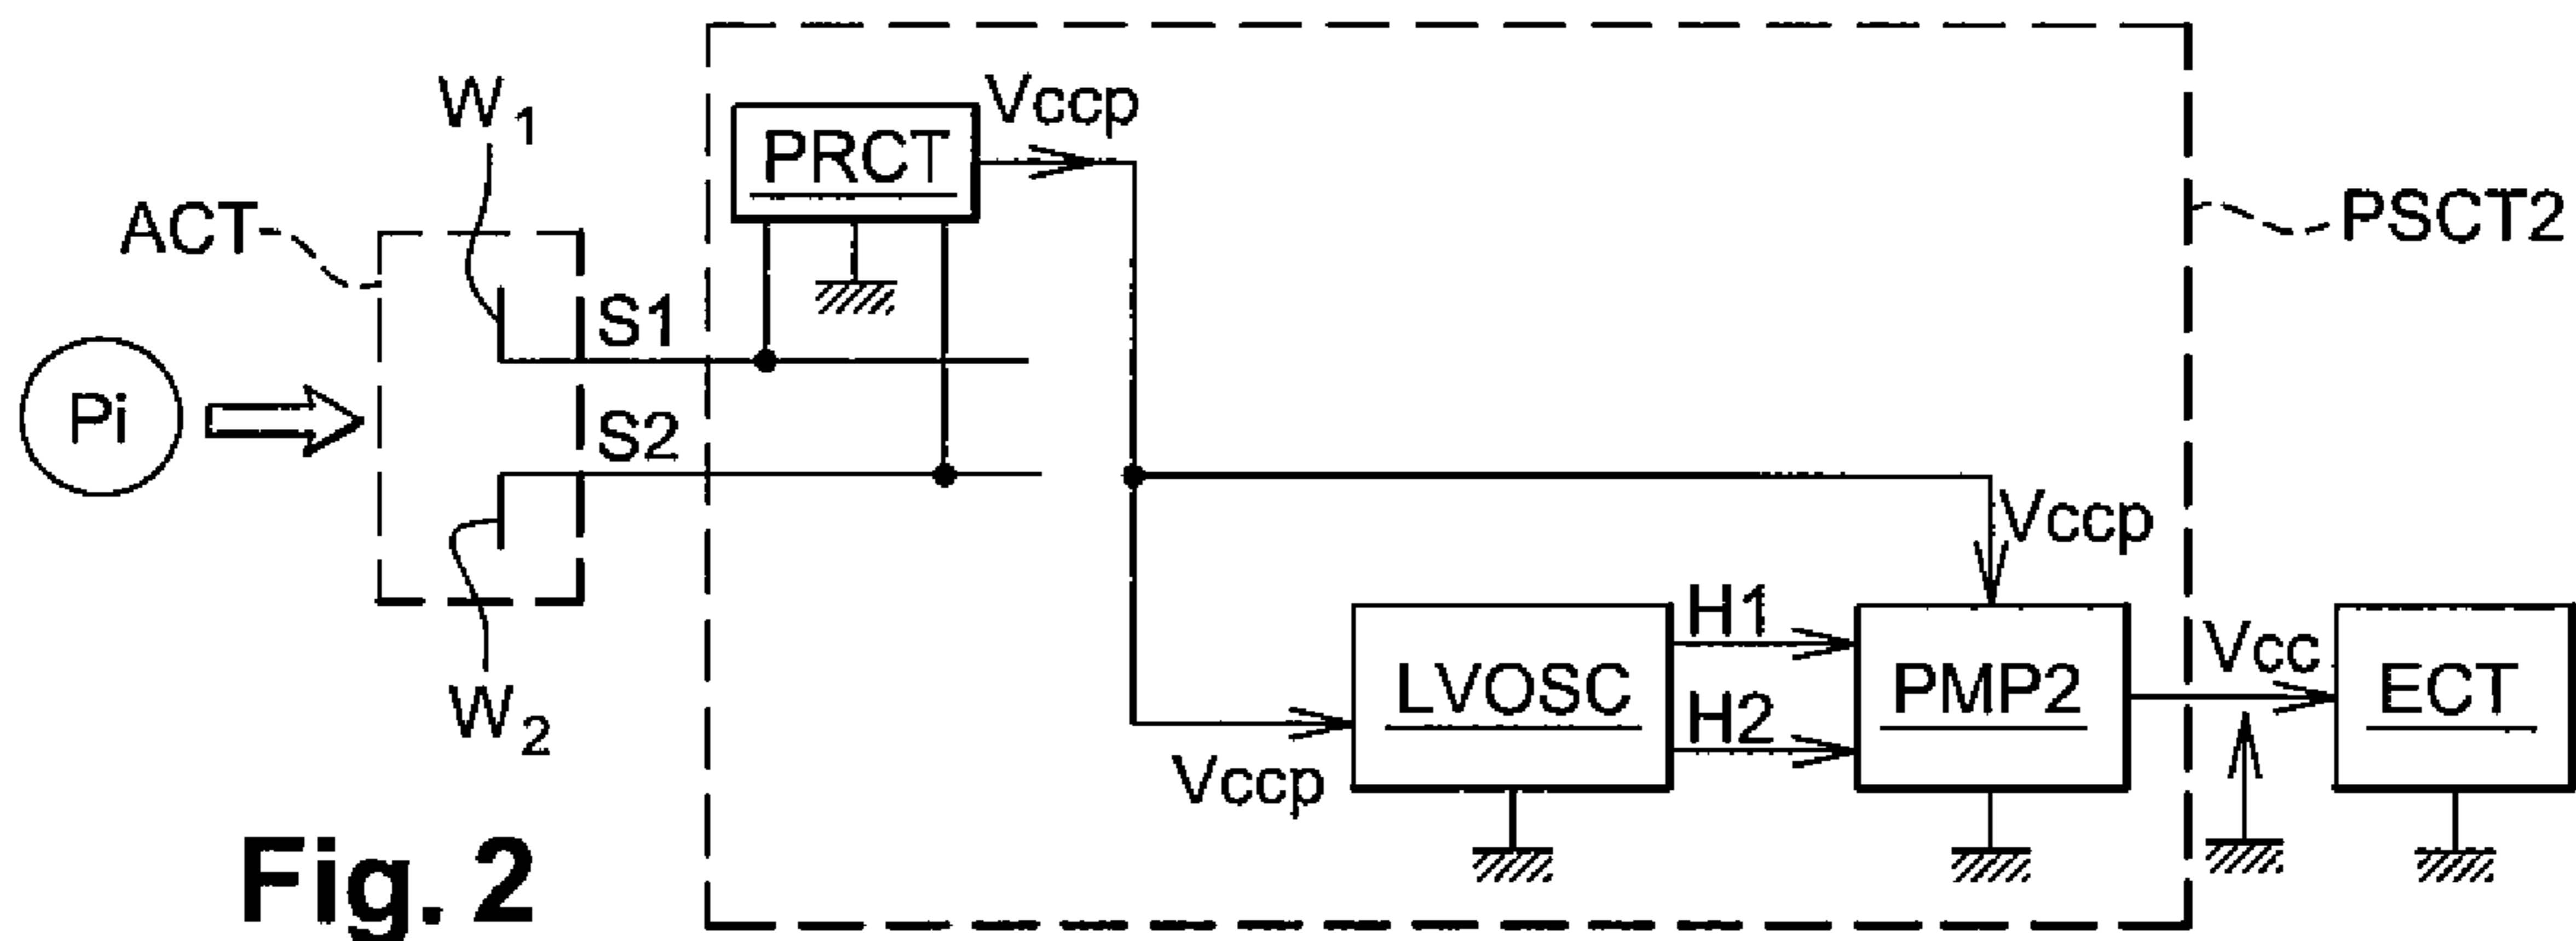 W1
Vccp
PRCT
ACT
PSCT2
S1
Pi
S2
Vccp
H1
Vcc
LVOSC
PMP2
ECT
W2
H2
Vccp
Fig. 2